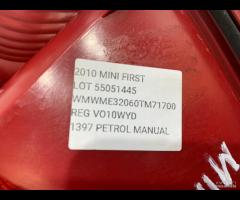 2010 MINI FIRST
LOT 55051445
WMWME32060TM71700
REG VO10WYD
1397 PETROL MANUAL